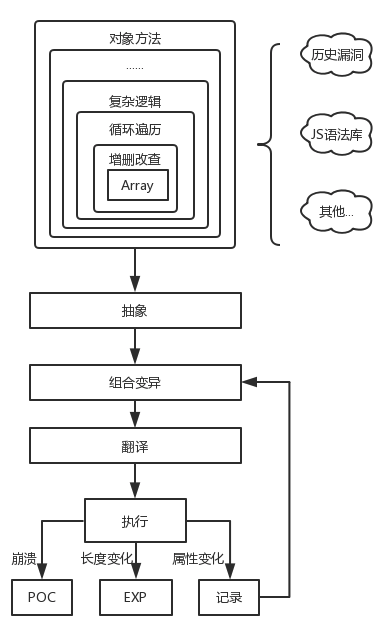 对象方法
......
复杂逻辑
循环遍历
增删改查
Array
历史漏洞
JS语法库
其他...
抽象
组合变异
翻译
执行
崩溃
长度变化
属性变化
POC
EXP
记录